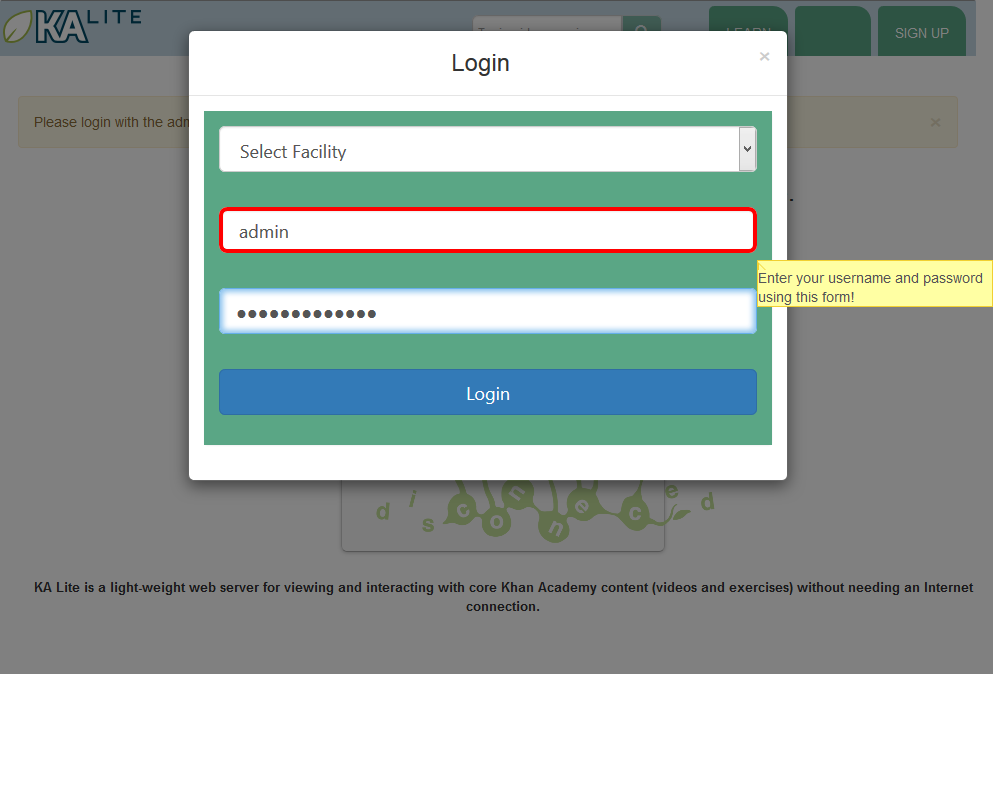 KA LITE
LEARN
SIGN UP
Login
×
Please login with the adm
×
Select Facility
admin
Enter your username and password
using this form!
•••••••••••••
Login
d i s c o n n e c e d
KA Lite is a light-weight web server for viewing and interacting with core Khan Academy content (videos and exercises) without needing an Internet
connection.